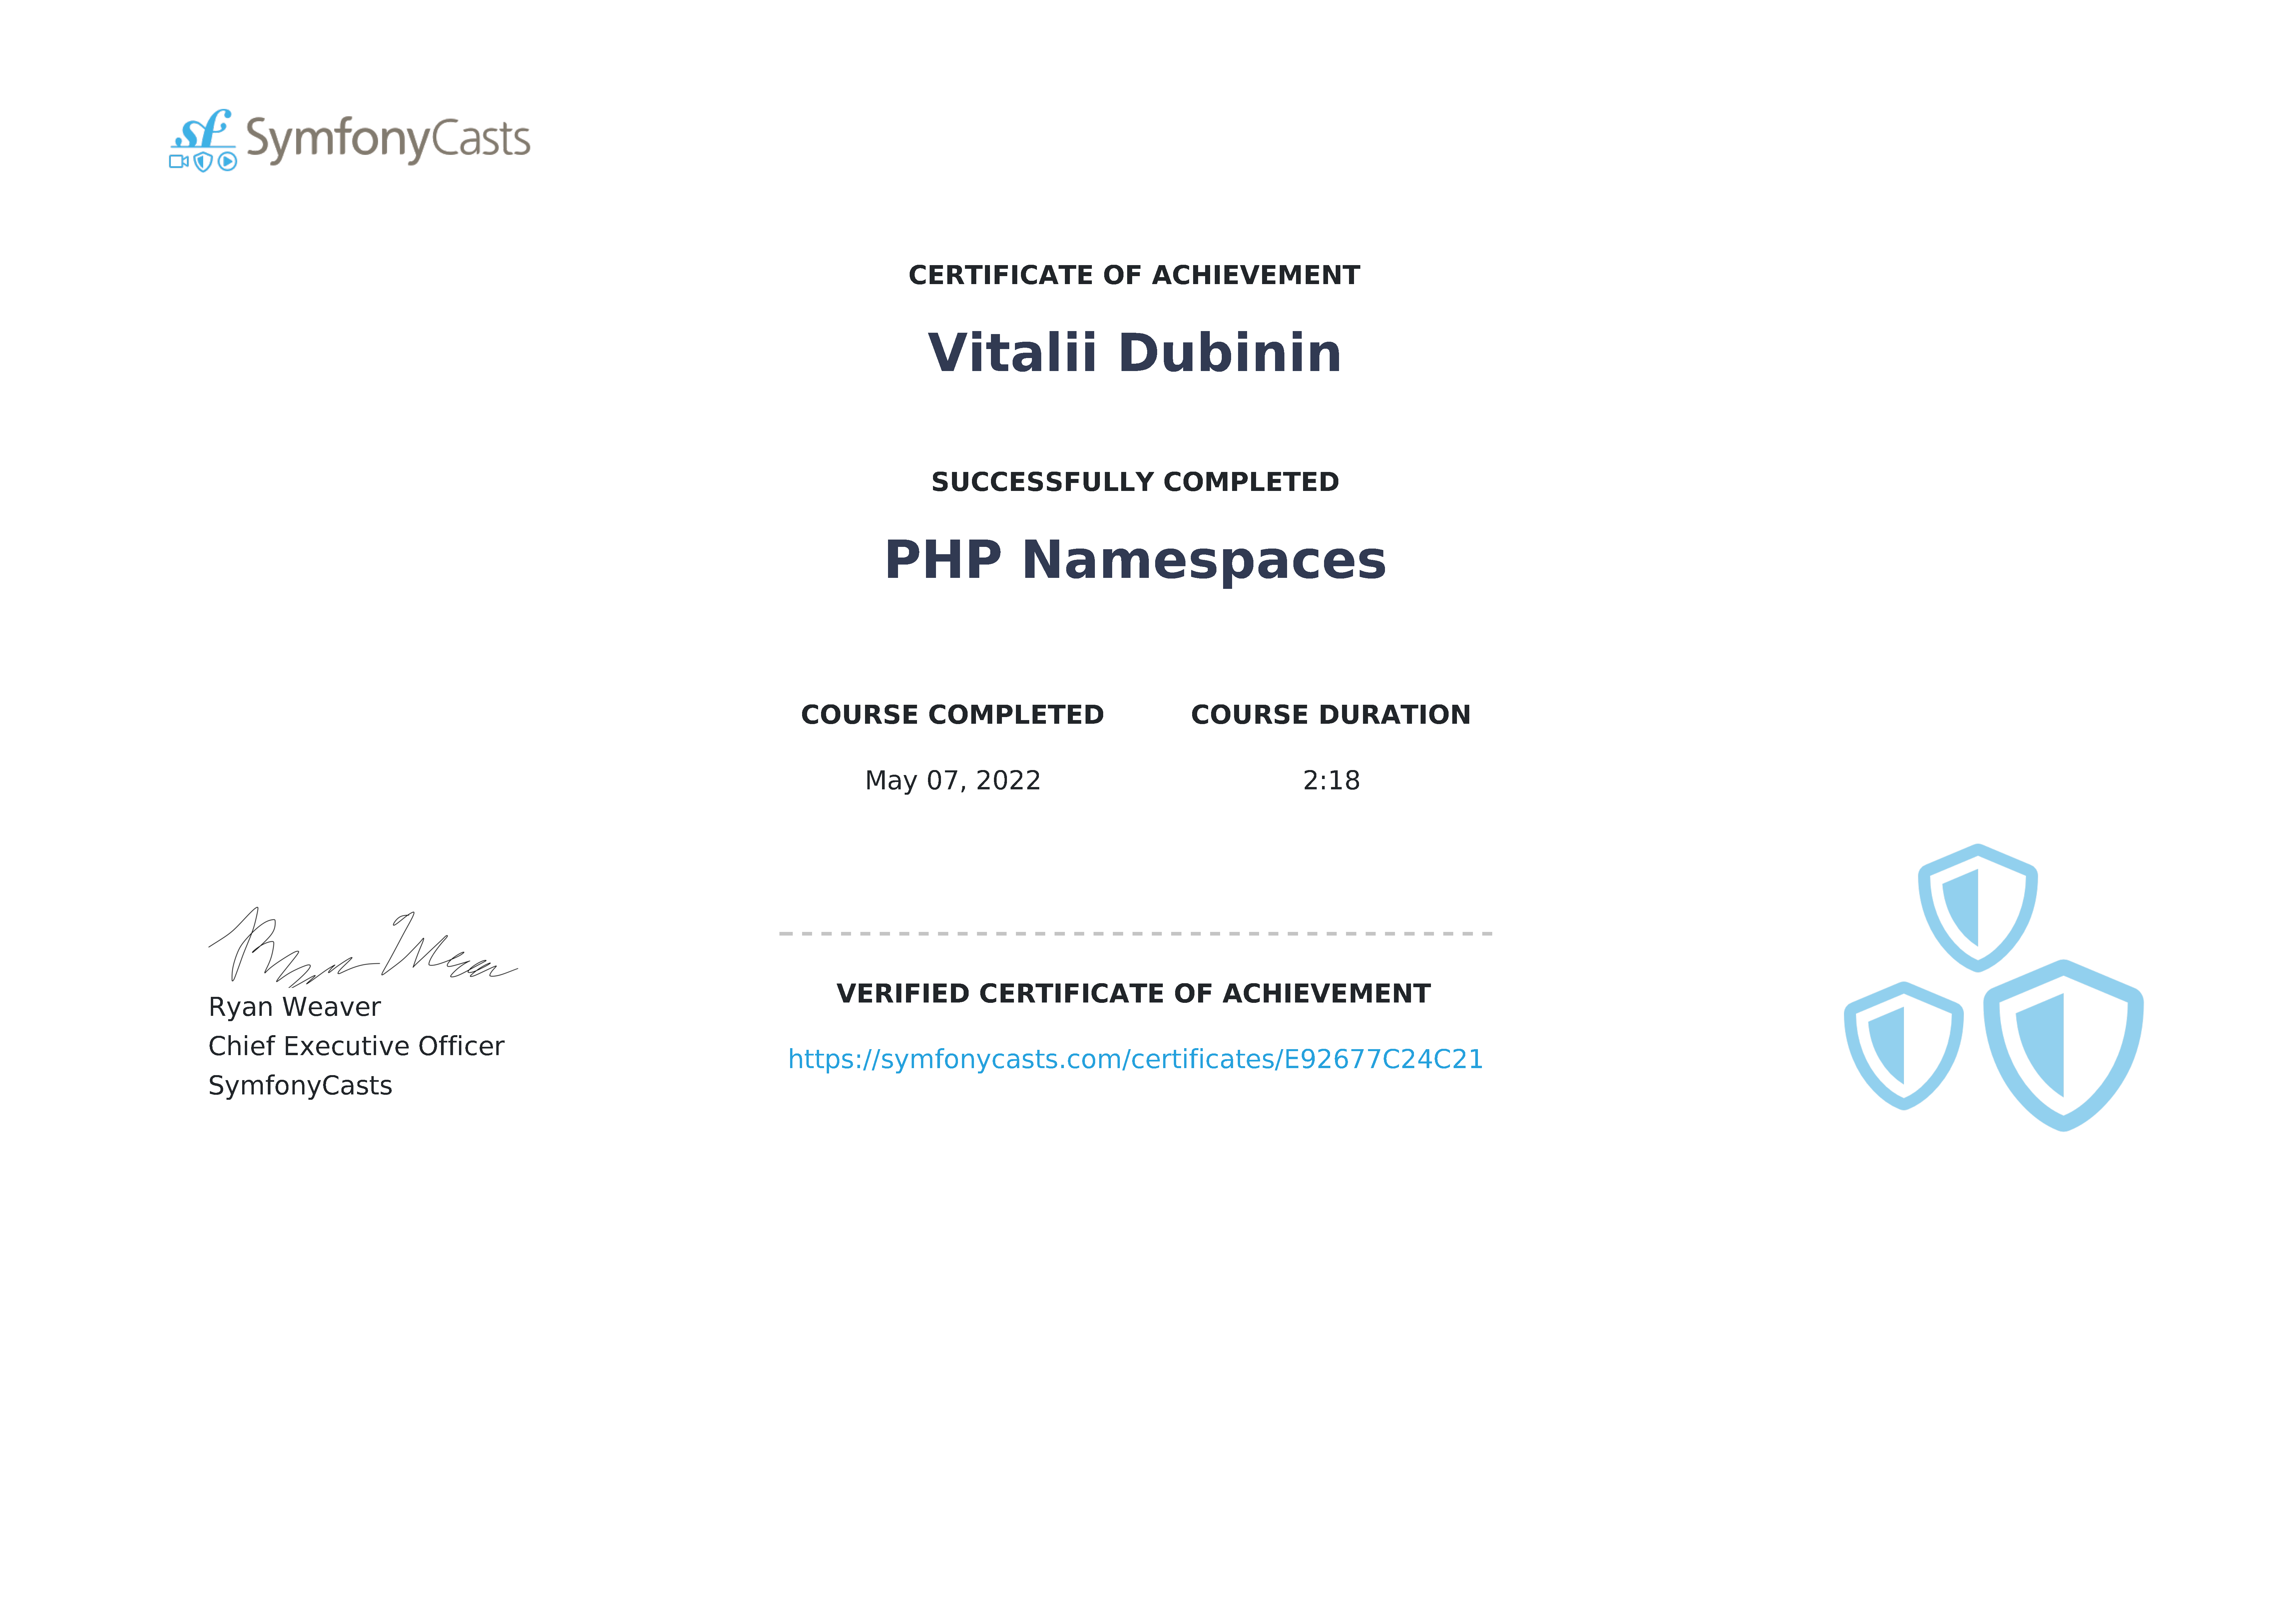 SymfonyCasts
CERTIFICATE OF ACHIEVEMENT
Vitalii Dubinin
SUCCESSFULLY COMPLETED
PHP Namespaces
COURSE COMPLETED
May 07, 2022
COURSE DURATION
2:18
Ryan Weaver
Ryan Weaver
Chief Executive Officer
SymfonyCasts
VERIFIED CERTIFICATE OF ACHIEVEMENT
https://symfonycasts.com/certificates/E92677C24C21